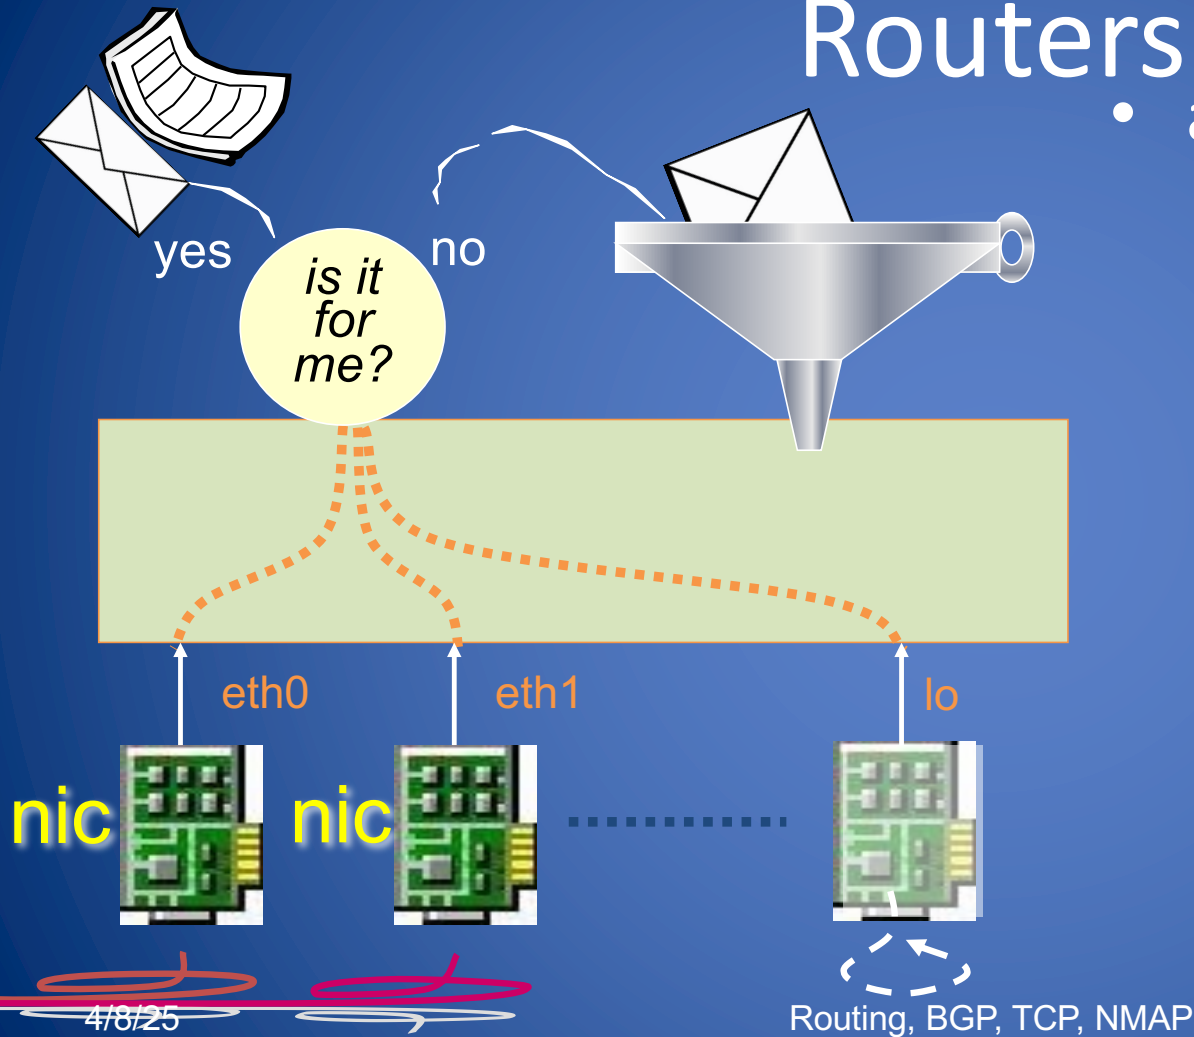 Routers
•
yes
no
is it
for
me?
eth0
eth1
lo
nic
nic
4/8/25
Routing, BGP, TCP, NMAP